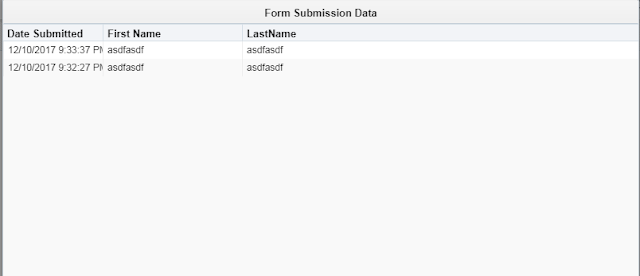 Form Submission Data
Date Submitted First Name LastName
12/10/2017 9:33:37 PM asdfasdf asdfasdf
12/10/2017 9:32:27 PM asdfasdf asdfasdf